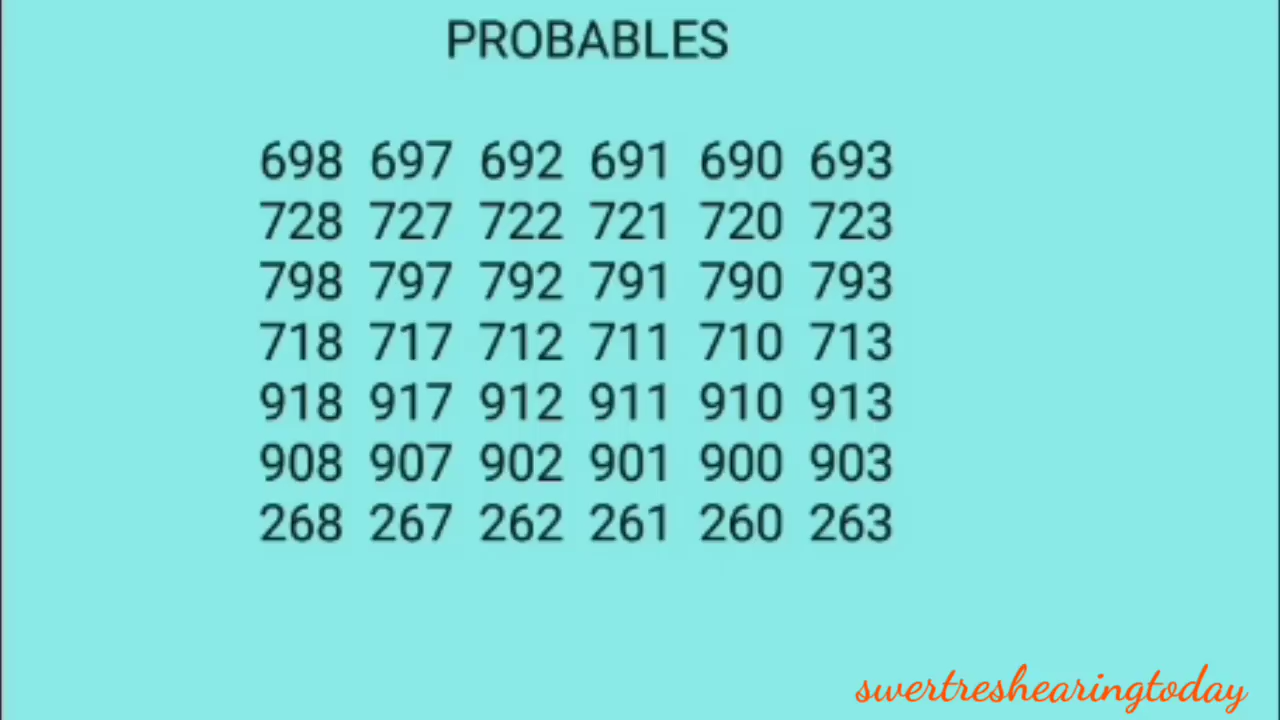 PROBABLES
698 697 692 691 690 693
728 727 722 721 720 723
798 797 792 791 790 793
718 717 712 711 710 713
918 917 912 911 910 913
908 907 902 901 900 903
268 267 262 261 260 263
swertreshearingtoday